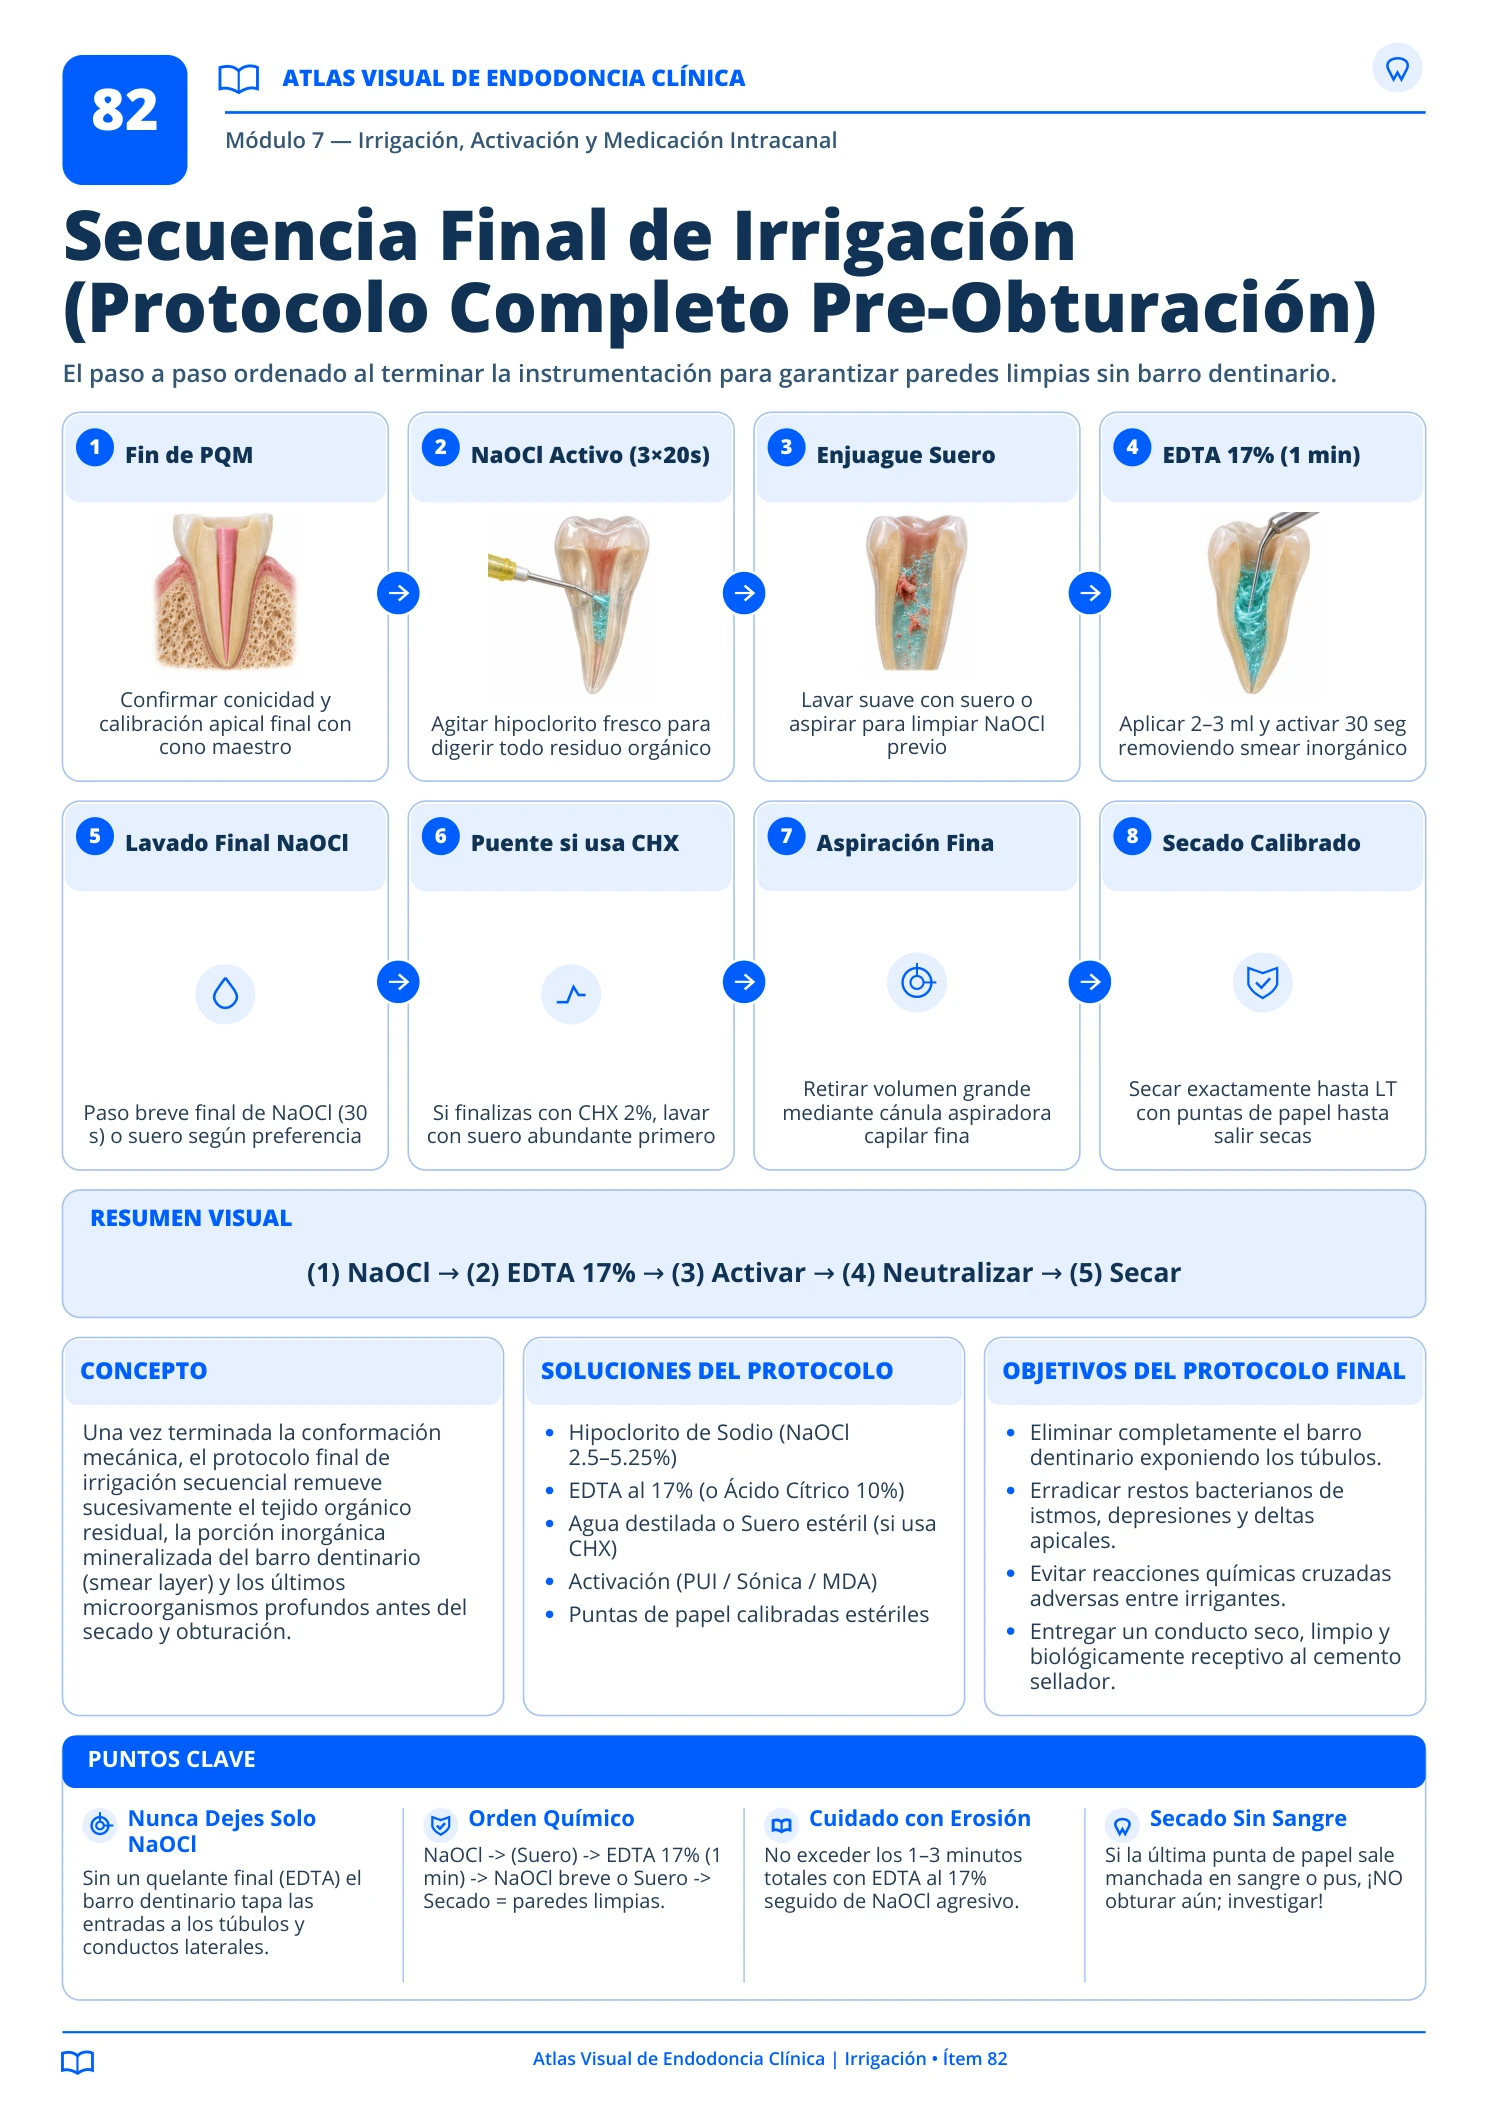 82
ATLAS VISUAL DE ENDODONCIA CLÍNICA
Módulo 7 — Irrigación, Activación y Medicación Intracanal
Secuencia Final de Irrigación
(Protocolo Completo Pre-Obturación)
El paso a paso ordenado al terminar la instrumentación para garantizar paredes limpias sin barro dentinario.
1 Fin de PQM
Confirmar conicidad y
calibración apical final con
cono maestro
2 NaOCl Activo (3×20s)
Agitar hipoclorito fresco para
digerir todo residuo orgánico
3 Enjuague Suero
Lavar suave con suero o
aspirar para limpiar NaOCl
previo
4 EDTA 17% (1 min)
Aplicar 2–3 ml y activar 30 seg
removiendo smear inorgánico
5 Lavado Final NaOCl
Paso breve final de NaOCl (30
s) o suero según preferencia
6 Puente si usa CHX
Si finalizas con CHX 2%, lavar
con suero abundante primero
7 Aspiración Fina
Retirar volumen grande
mediante cánula aspiradora
capilar fina
8 Secado Calibrado
Secar exactamente hasta LT
con puntas de papel hasta
salir secas
RESUMEN VISUAL
(1) NaOCl → (2) EDTA 17% → (3) Activar → (4) Neutralizar → (5) Secar
CONCEPTO
Una vez terminada la conformación
mecánica, el protocolo final de
irrigación secuencial remueve
sucesivamente el tejido orgánico
residual, la porción inorgánica
mineralizada del barro dentinario
(smear layer) y los últimos
microorganismos profundos antes del
secado y obturación.
SOLUCIONES DEL PROTOCOLO
• Hipoclorito de Sodio (NaOCl
2.5–5.25%)
• EDTA al 17% (o Ácido Cítrico 10%)
• Agua destilada o Suero estéril (si usa
CHX)
• Activación (PUI / Sónica / MDA)
• Puntas de papel calibradas estériles
OBJETIVOS DEL PROTOCOLO FINAL
• Eliminar completamente el barro
dentinario exponiendo los túbulos.
• Erradicar restos bacterianos de
istmos, depresiones y deltas
apicales.
• Evitar reacciones químicas cruzadas
adversas entre irrigantes.
• Entregar un conducto seco, limpio y
biológicamente receptivo al cemento
sellador.
PUNTOS CLAVE
Nunca Dejes Solo
NaOCl
Sin un quelante final (EDTA) el
barro dentinario tapa las
entradas a los túbulos y
conductos laterales.
Orden Químico
NaOCl -> (Suero) -> EDTA 17% (1
min) -> NaOCl breve o Suero ->
Secado = paredes limpias.
Cuidado con Erosión
No exceder los 1–3 minutos
totales con EDTA al 17%
seguido de NaOCl agresivo.
Secado Sin Sangre
Si la última punta de papel sale
manchada en sangre o pus, ¡NO
obturar aún; investigar!
Atlas Visual de Endodoncia Clínica | Irrigación • Ítem 82